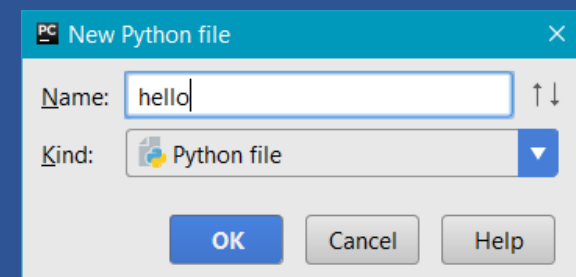 PC New Python file
Name: hello
Kind: Python file
OK Cancel Help